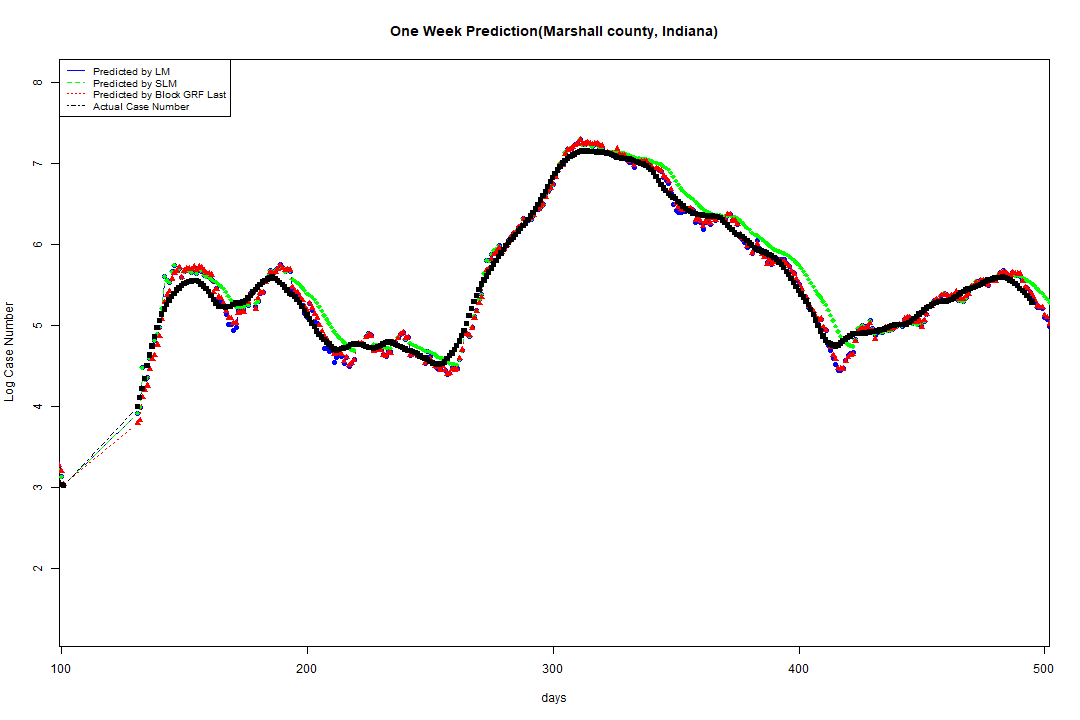 One Week Prediction(Marshall county, Indiana)
Predicted by LM
Predicted by SLM
Predicted by Block GRF Last
Actual Case Number
8
7
6
5
4
3
2
Log Case Number
100 200 300 400 500
days